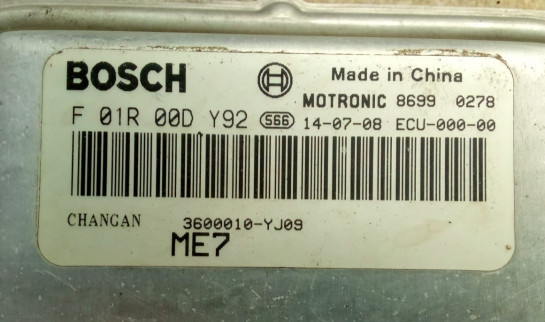 BOSCH
Made in China
MOTRONIC 8699 0278
F 01R 00D Y92 S66 14-07-08 ECU-000-00
CHANGAN 3600010-YJ09
ME7